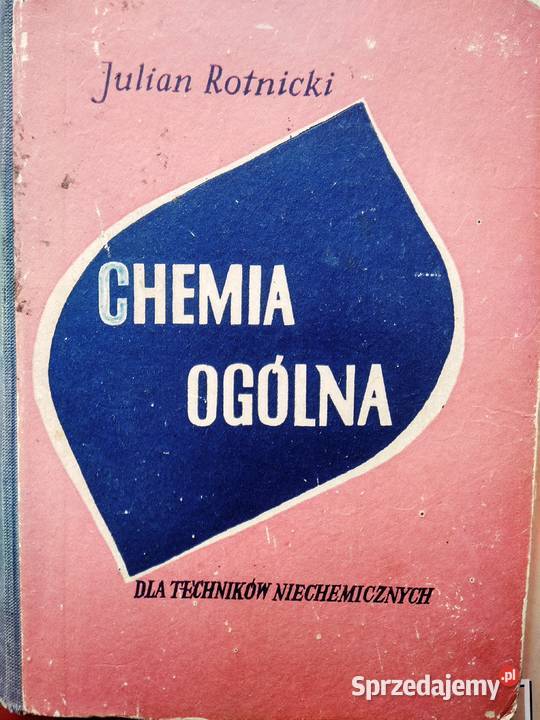 Julian Rotnicki
CHEMIA
OGÓLNA
DLA TECHNIKÓW NIECHEMICZNYCH
Sprzedajemy.pl